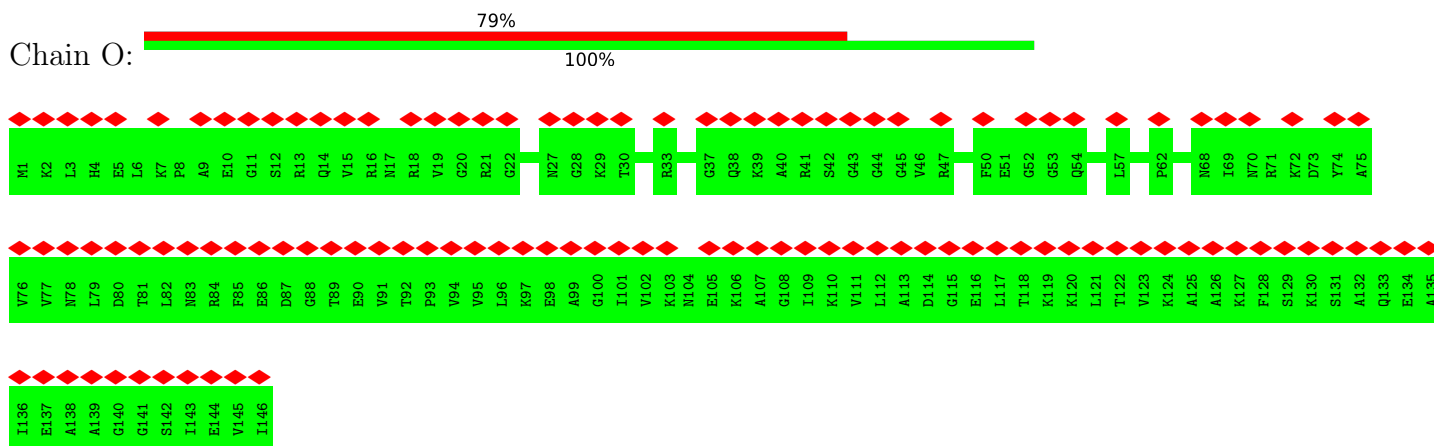 79%
Chain O:
100%
M1 K2 L3 H4 E5 L6 K7 P8 A9 E10 G11 S12 R13 Q14 V15 R16 N17 R18 V19 G20 R21 G22 N27 G28 K29 T30 R33 G37 Q38 K39 A40 R41 S42 G43 G44 G45 V46 R47 F50 E51 G52 G53 Q54 L57 P62 N68 I69 N70 R71 K72 D73 Y74 A75
V76 V77 N78 L79 D80 T81 L82 N83 R84 F85 E86 D87 G88 T89 E90 V91 T92 P93 V94 V95 L96 K97 E98 A99 G100 I101 V102 K103 N104 E105 K106 A107 G108 I109 K110 V111 L112 A113 D114 G115 E116 L117 T118 K119 K120 L121 T122 V123 K124 A125 A126 K127 F128 S129 K130 S131 A132 Q133 E134 A135
I136 E137 A138 A139 G140 G141 S142 I143 E144 V145 I146